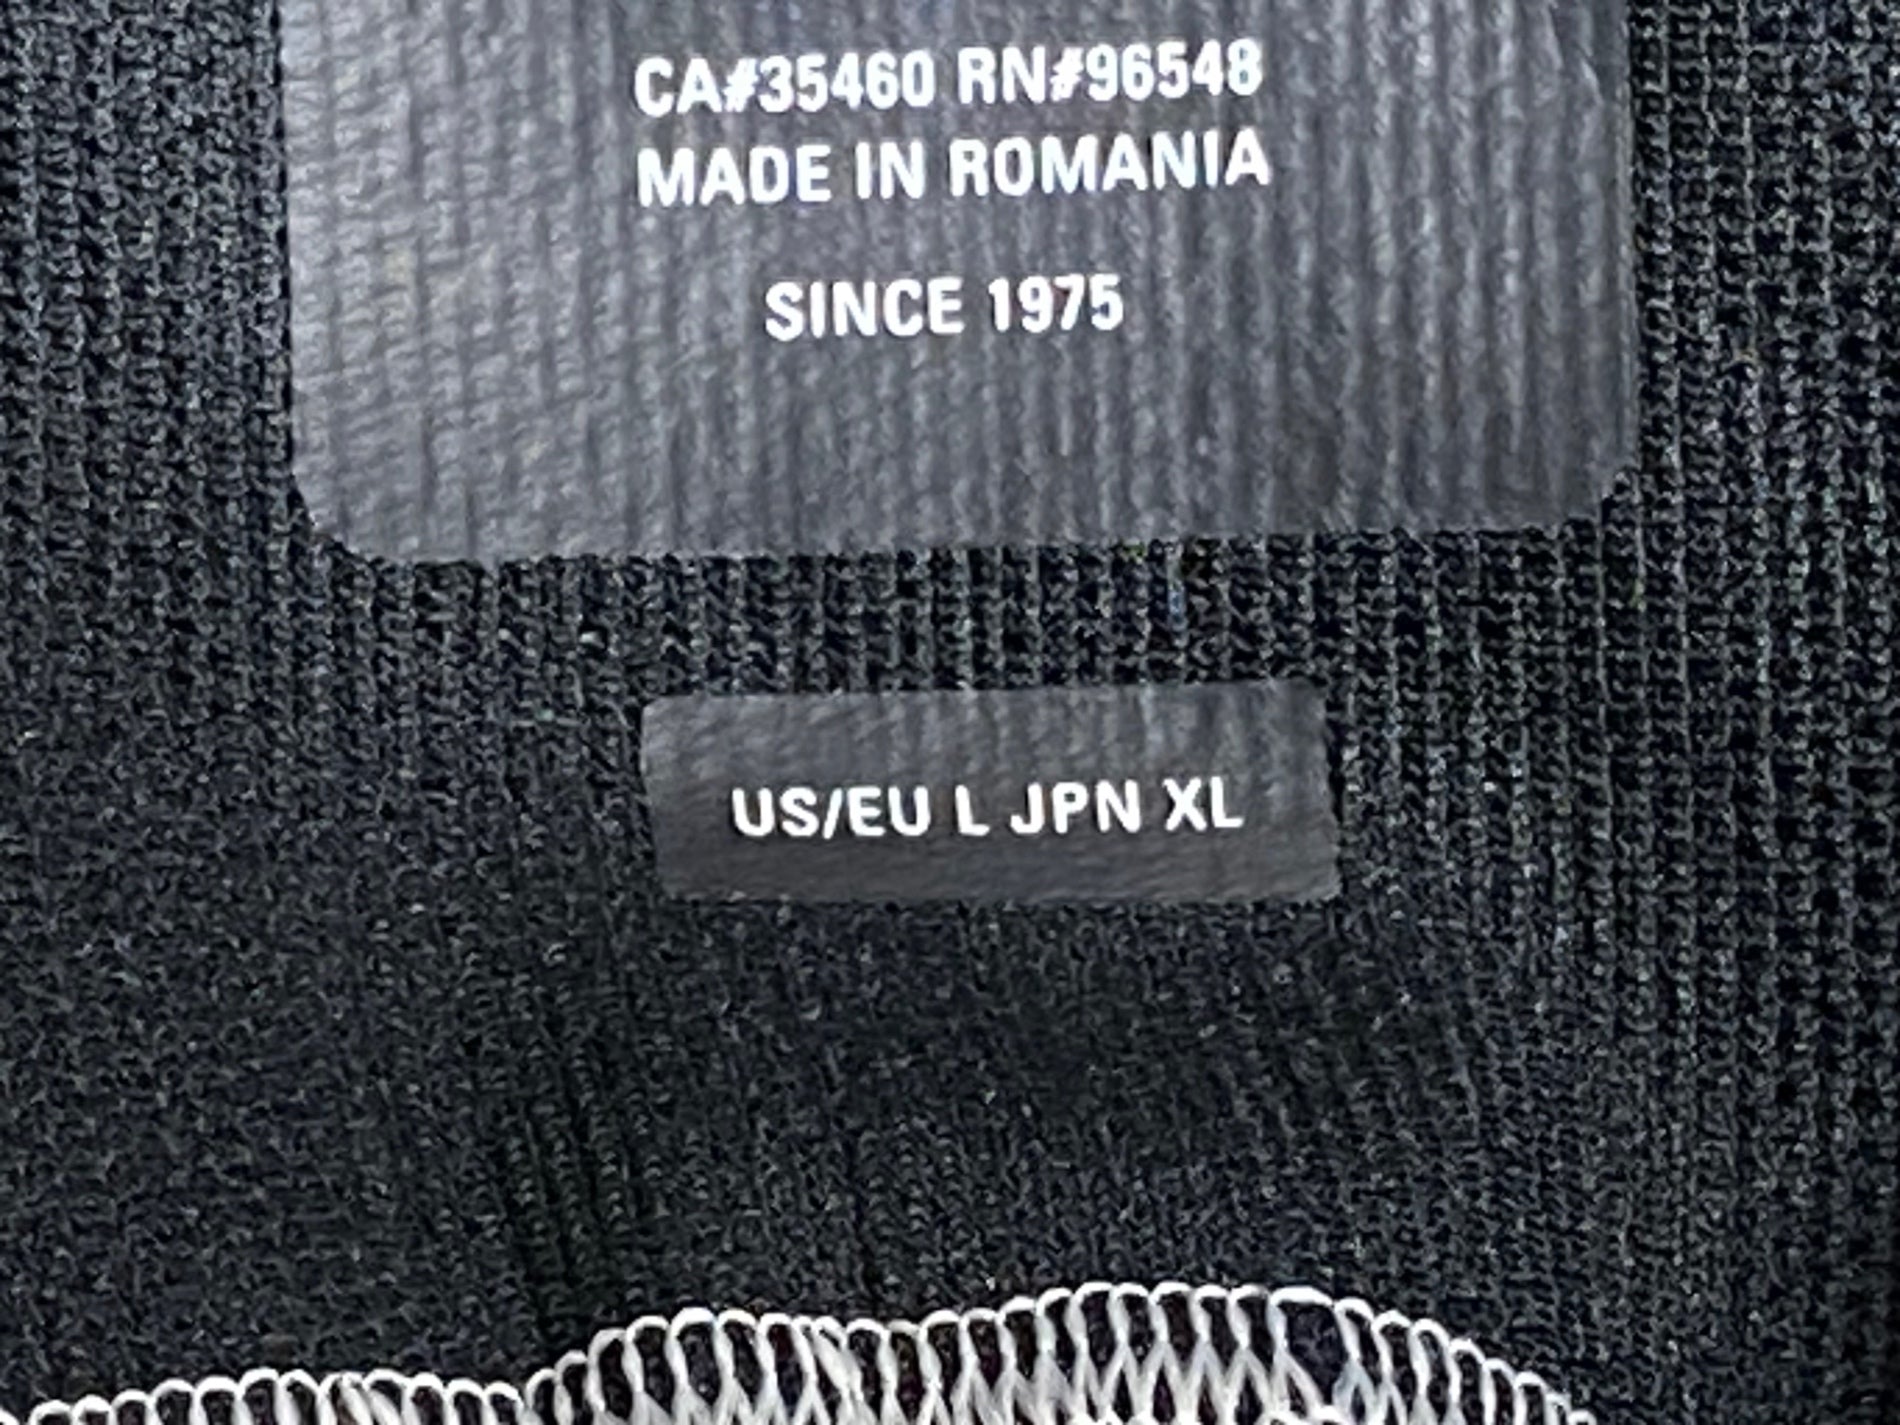 CA#35460 RN#96548
MADE IN ROMANIA
SINCE 1975
US/EU L JPN XL